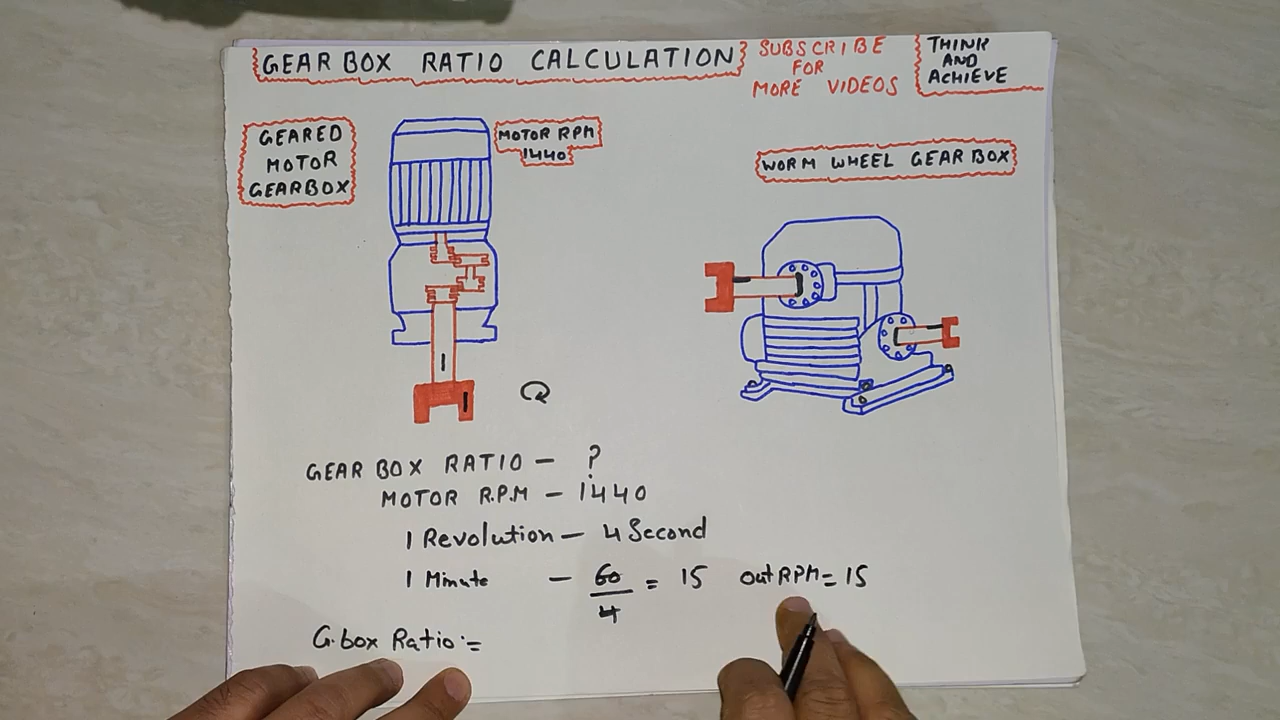 GEAR BOX RATIO CALCULATION
SUBSCRIBE
FOR
MORE VIDEOS
THINK
AND
ACHIEVE
GEARED
MOTOR
GEARBOX
MOTOR RPM
1440
WORM WHEEL GEAR BOX
GEAR BOX RATIO - ?
MOTOR R.P.M - 1440
1 Revolution - 4 Second
1 Minute - 60/4 = 15 out RPM = 15
G.box Ratio :=